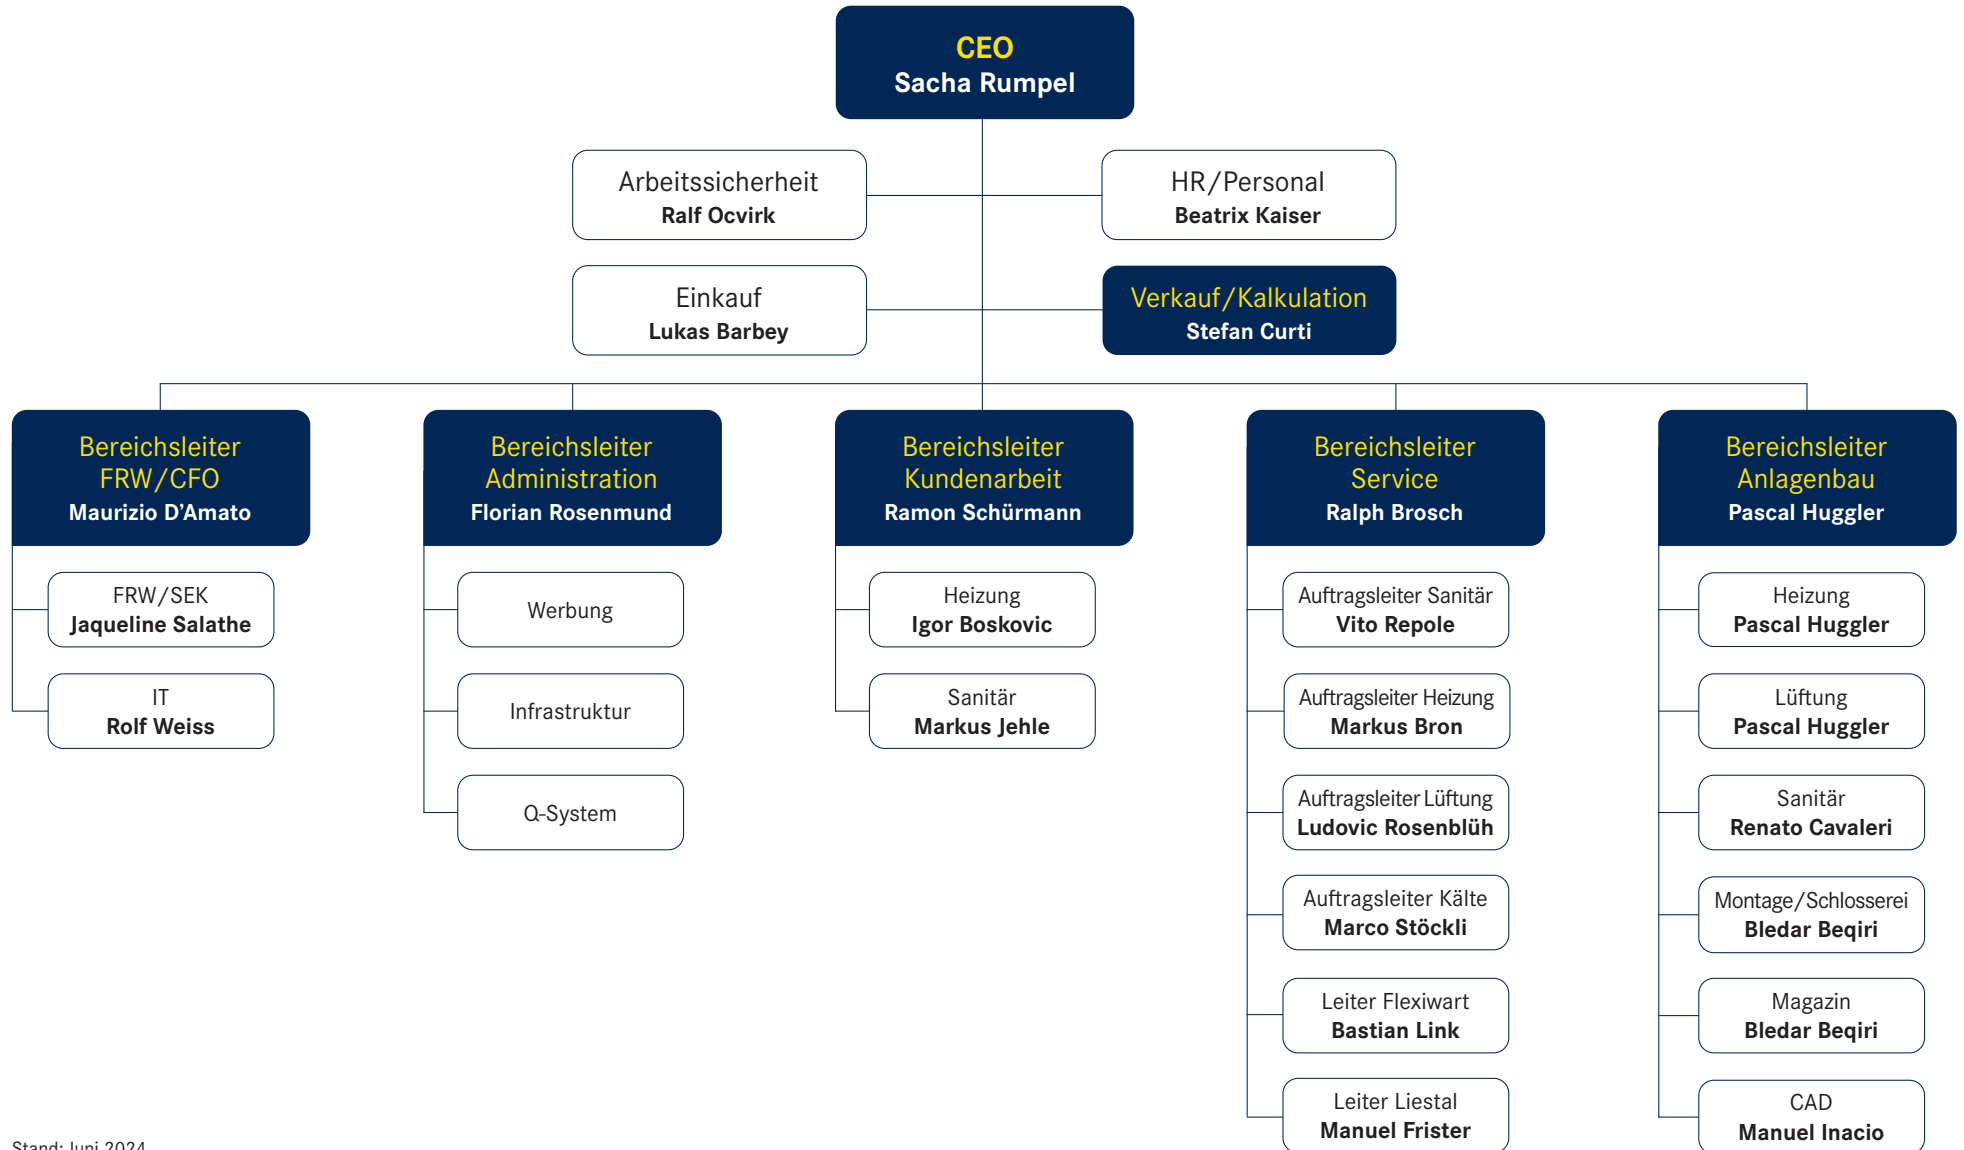 CEO
Sacha Rumpel
Arbeitssicherheit
Ralf Ocvirk
HR/Personal
Beatrix Kaiser
Einkauf
Lukas Barbey
Verkauf/Kalkulation
Stefan Curti
Bereichsleiter
FRW/CFO
Maurizio D’Amato
FRW/SEK
Jaqueline Salathe
IT
Rolf Weiss
Bereichsleiter
Administration
Florian Rosenmund
Werbung
Infrastruktur
Q-System
Bereichsleiter
Kundenarbeit
Ramon Schürmann
Heizung
Igor Boskovic
Sanitär
Markus Jehle
Bereichsleiter
Service
Ralph Brosch
Auftragsleiter Sanitär
Vito Repole
Auftragsleiter Heizung
Markus Bron
Auftragsleiter Lüftung
Ludovic Rosenblüh
Auftragsleiter Kälte
Marco Stöckli
Leiter Flexiwart
Bastian Link
Leiter Liestal
Manuel Frister
Bereichsleiter
Anlagenbau
Pascal Huggler
Heizung
Pascal Huggler
Lüftung
Pascal Huggler
Sanitär
Renato Cavaleri
Montage/Schlosserei
Bledar Beqiri
Magazin
Bledar Beqiri
CAD
Manuel Inacio
Stand: Juni 2024